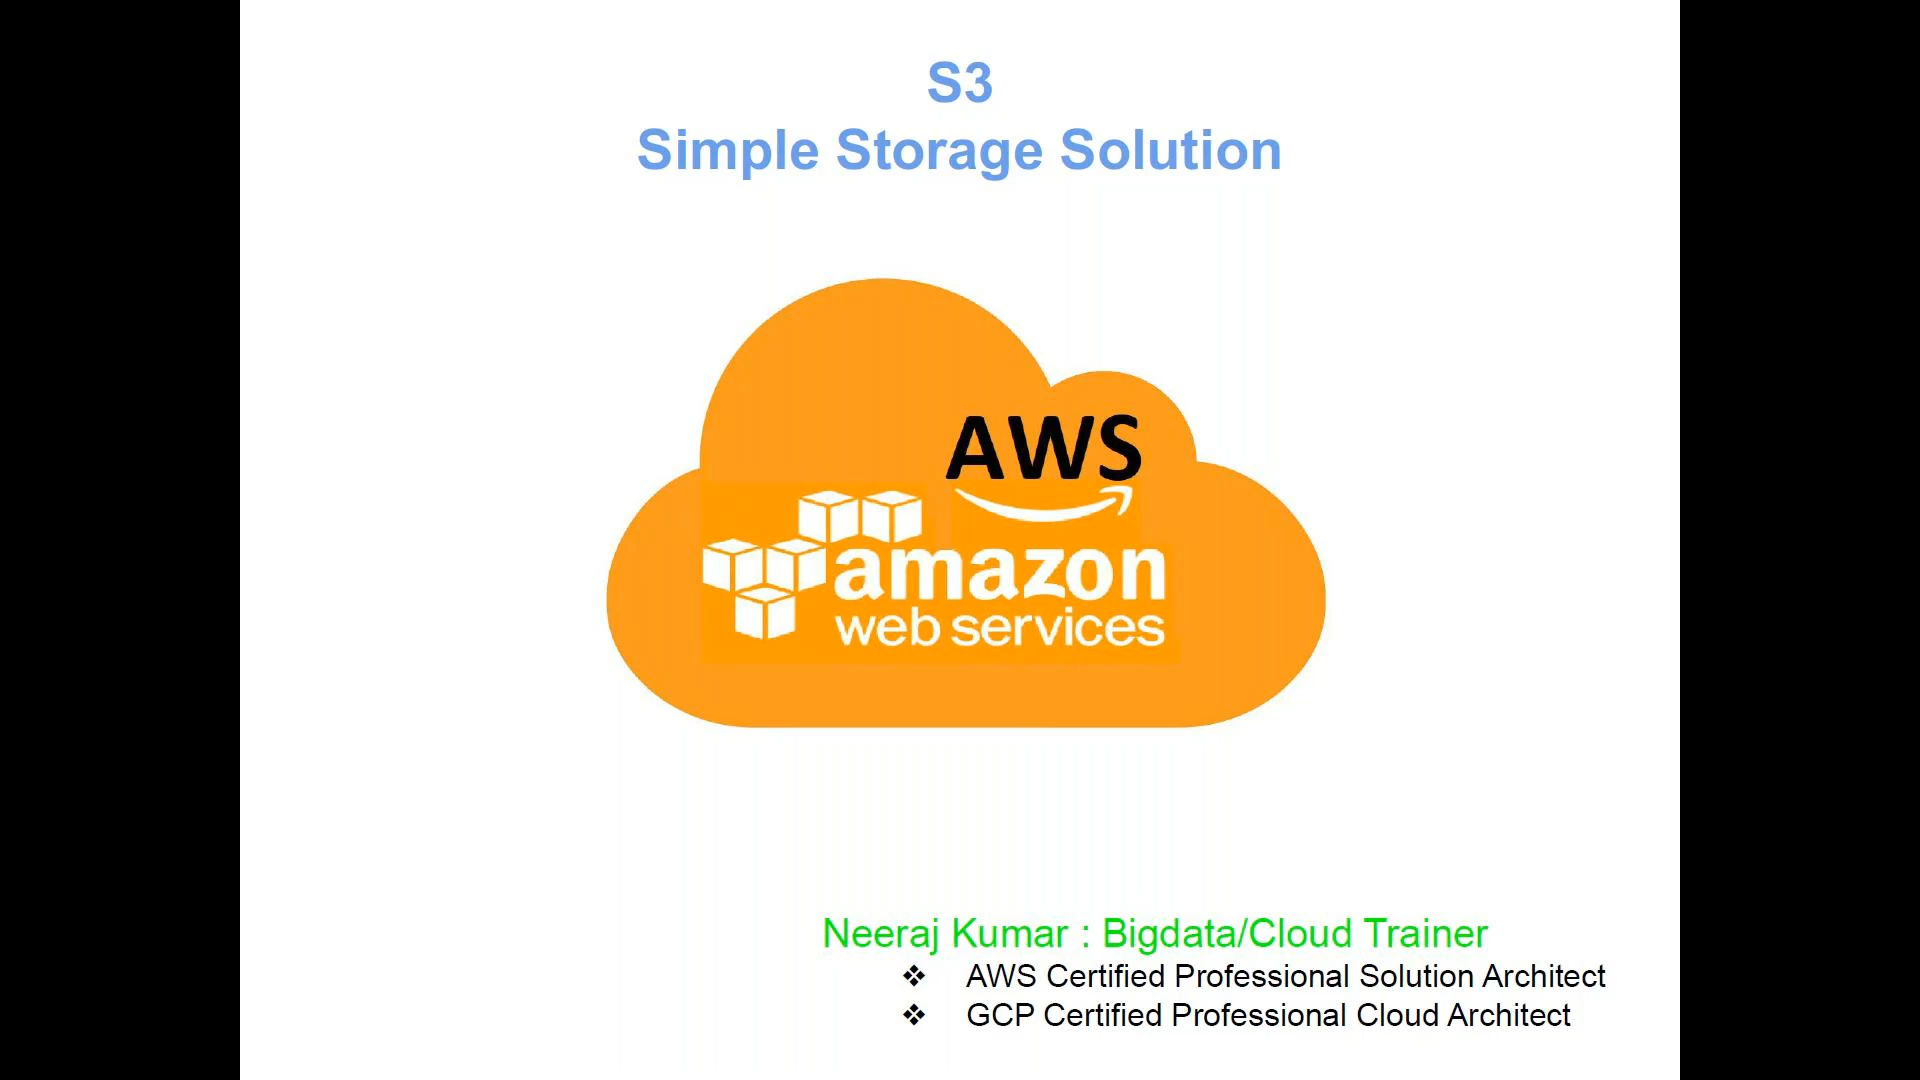 S3
Simple Storage Solution
AWS
amazon
web services
Neeraj Kumar : Bigdata/Cloud Trainer
❖ AWS Certified Professional Solution Architect
❖ GCP Certified Professional Cloud Architect